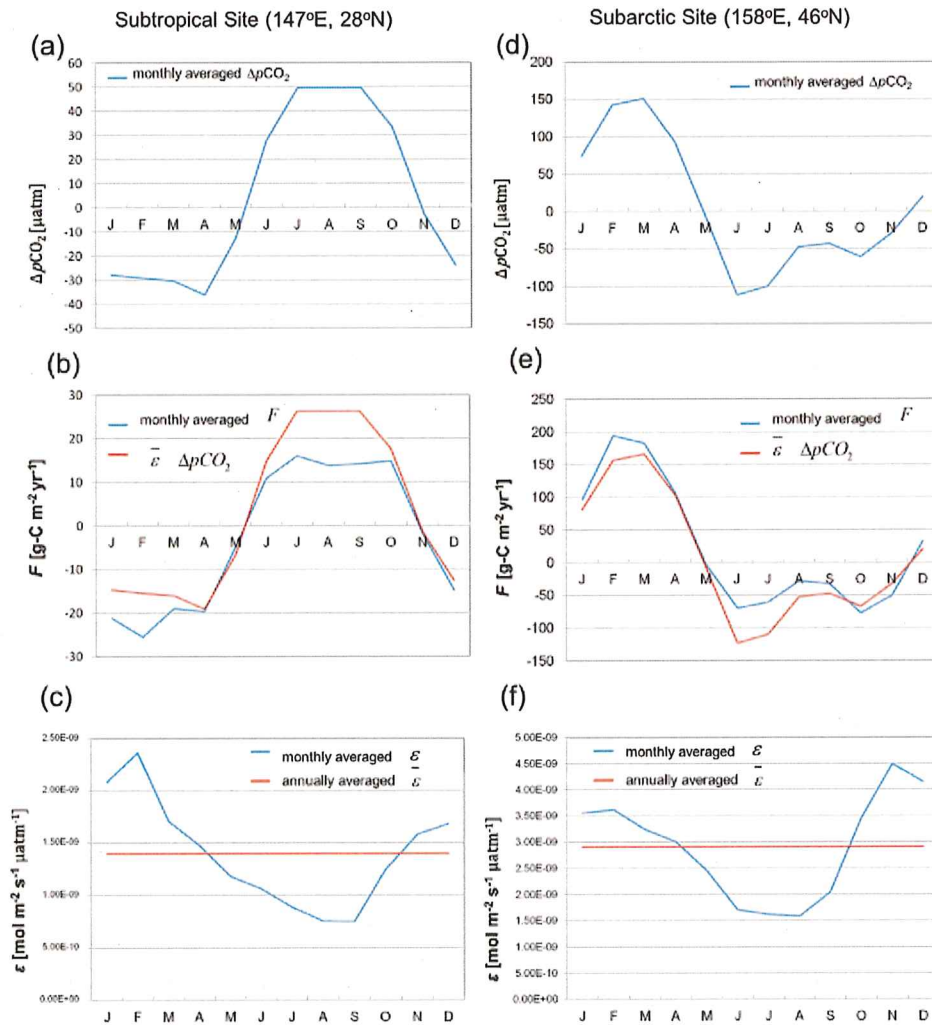 Subtropical Site (147ºE, 28ºN)
Subarctic Site (158ºE, 46ºN)
(a)
monthly averaged ΔpCO₂
50
40
30
20
10
0
-10
-20
-30
-40
50
ΔpCO₂ [µatm]
J F M A M J J A S O N D
(d)
monthly averaged ΔpCO₂
200
150
100
50
0
-50
-100
-150
ΔpCO₂ [µatm]
J F M A M J J A S O N D
(b)
monthly averaged F
ε̅ ΔpCO₂
30
20
10
0
-10
-20
-30
F [g-C m⁻² yr⁻¹]
J F M A M J J A S O N D
(e)
monthly averaged F
ε̅ ΔpCO₂
250
200
150
100
50
0
-50
-100
-150
F [g-C m⁻² yr⁻¹]
J F M A M J J A S O N D
(c)
monthly averaged ε
annually averaged ε̅
2.50E-09
2.00E-09
1.50E-09
1.00E-09
5.00E-10
0.00E+00
ε [mol m⁻² s⁻¹ µatm⁻¹]
J F M A M J J A S O N D
(f)
monthly averaged ε
annually averaged ε̅
5.00E-09
4.50E-09
4.00E-09
3.50E-09
3.00E-09
2.50E-09
2.00E-09
1.50E-09
1.00E-09
5.00E-10
0.00E+00
ε [mol m⁻² s⁻¹ µatm⁻¹]
J F M A M J J A S O N D